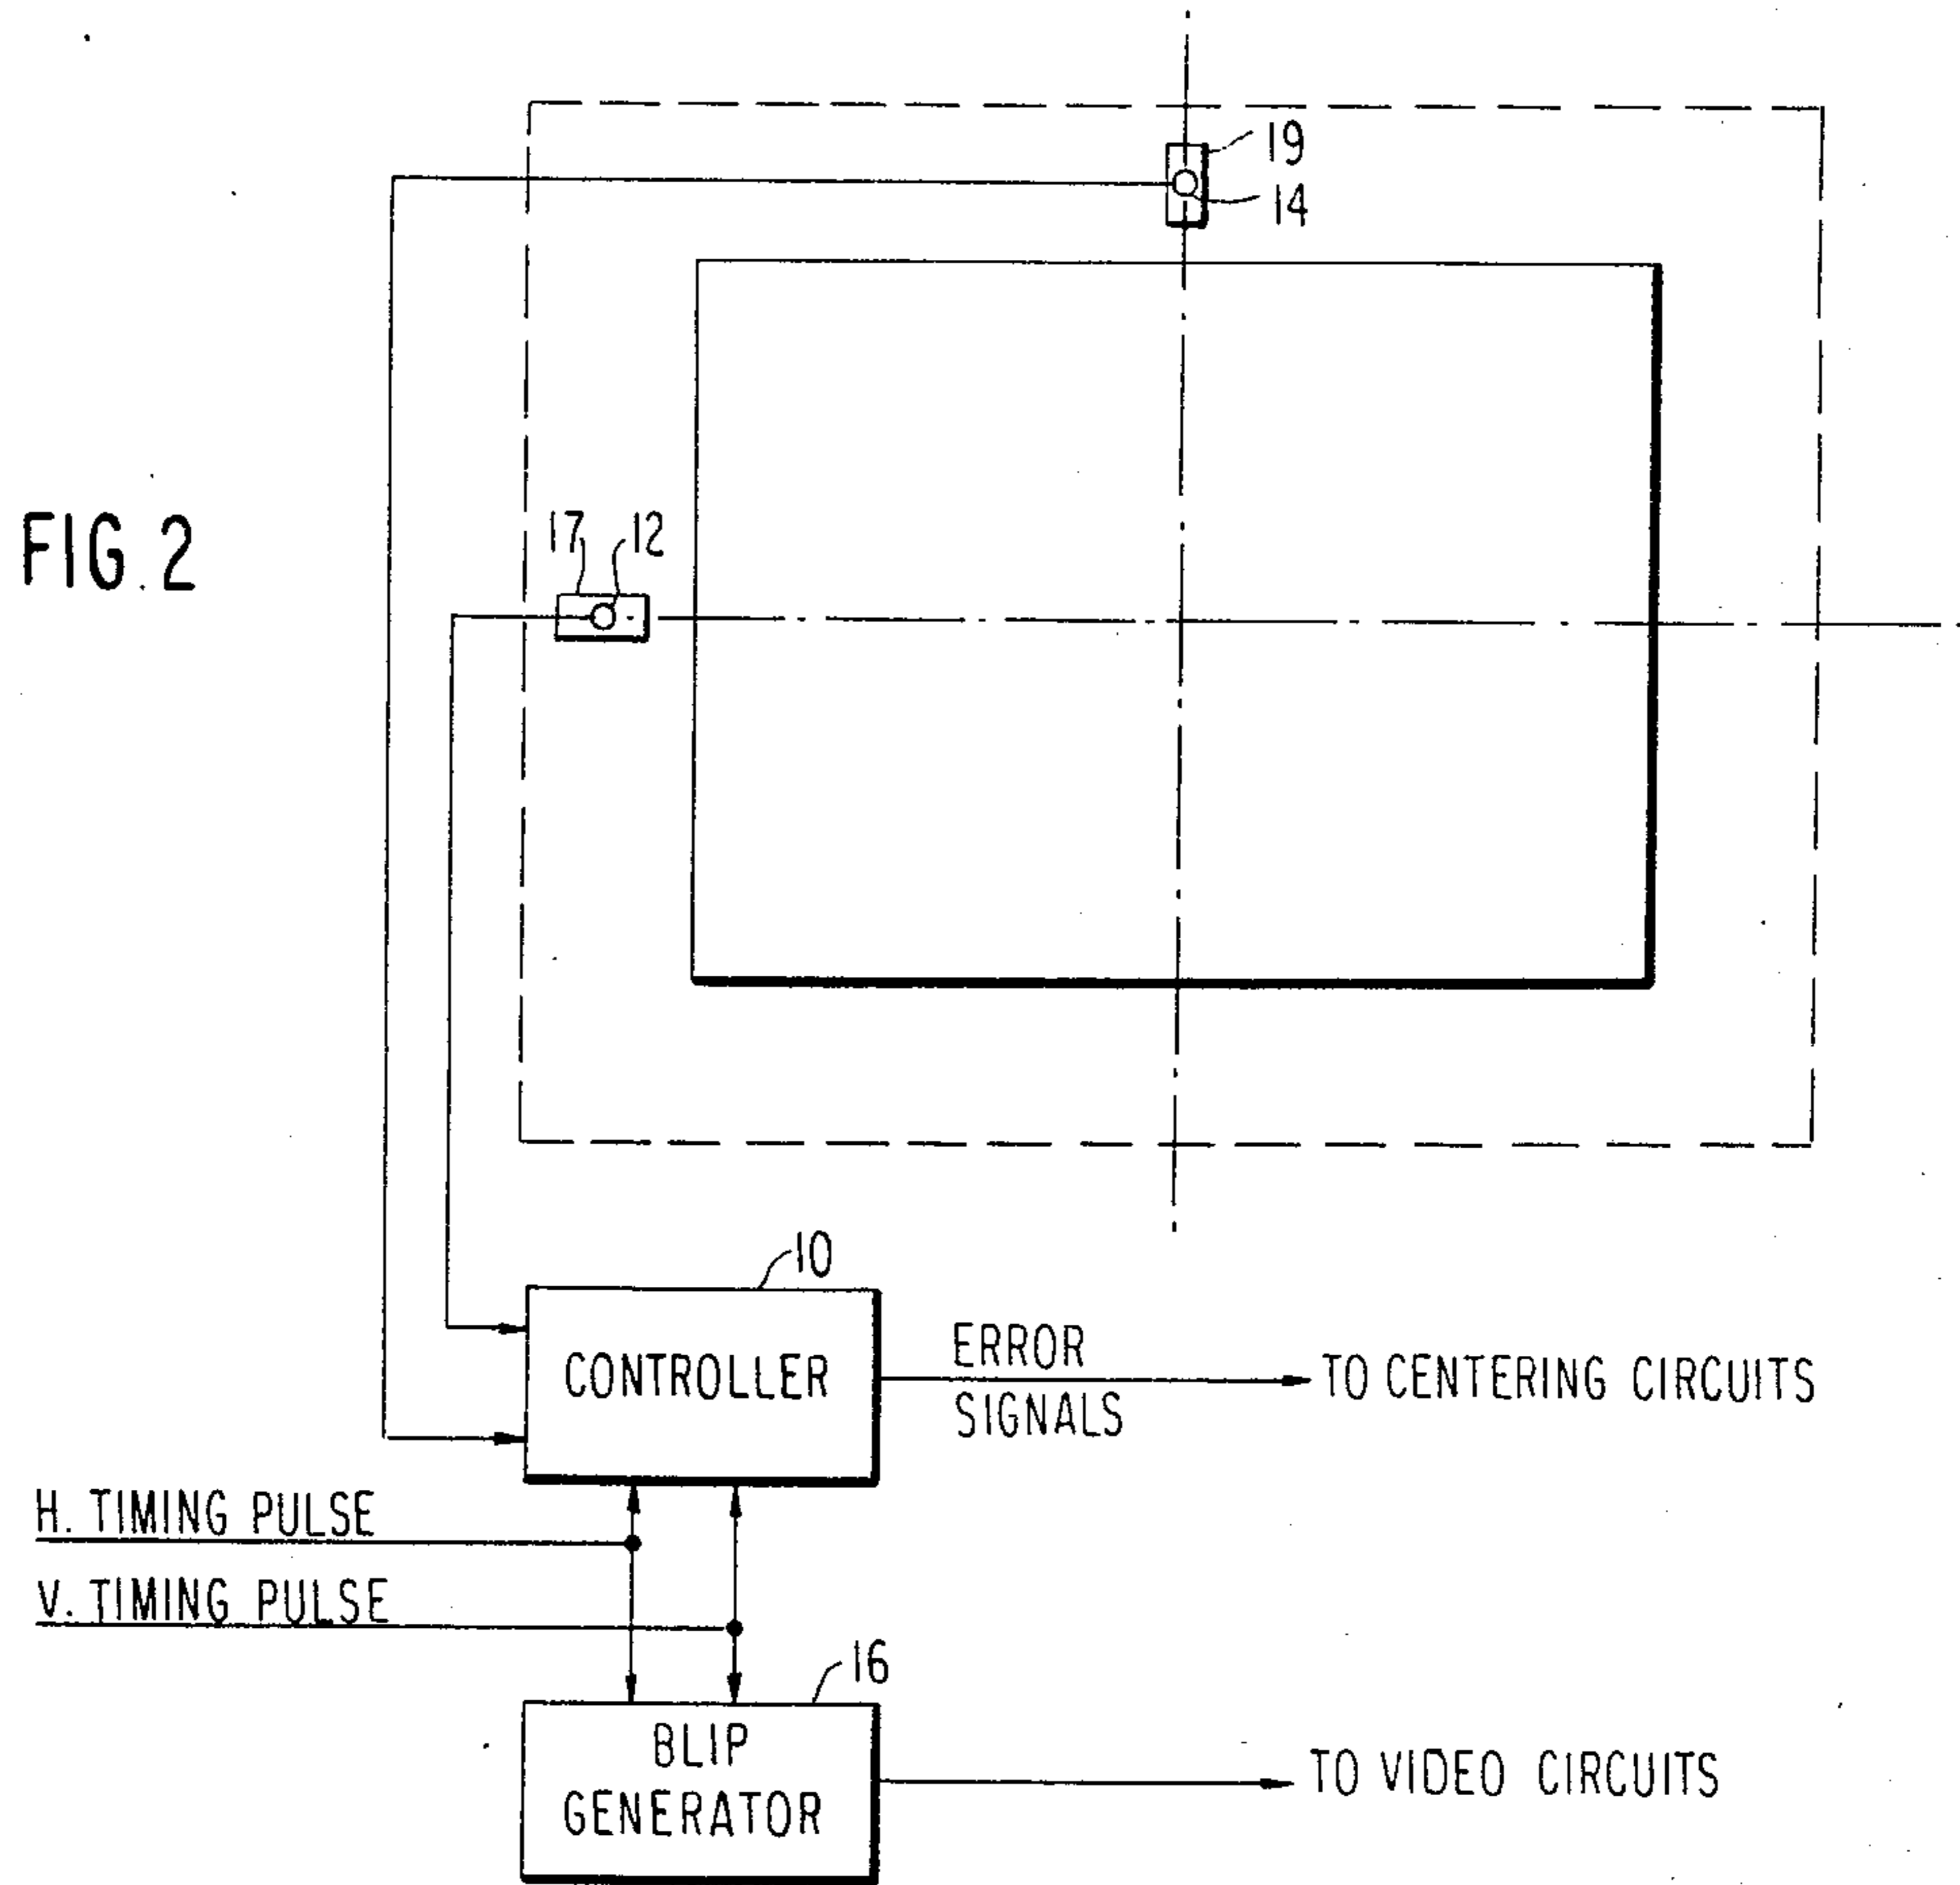 19
14
FIG. 2
17
12
10
CONTROLLER
ERROR
SIGNALS
TO CENTERING CIRCUITS
H. TIMING PULSE
V. TIMING PULSE
16
BLIP
GENERATOR
TO VIDEO CIRCUITS